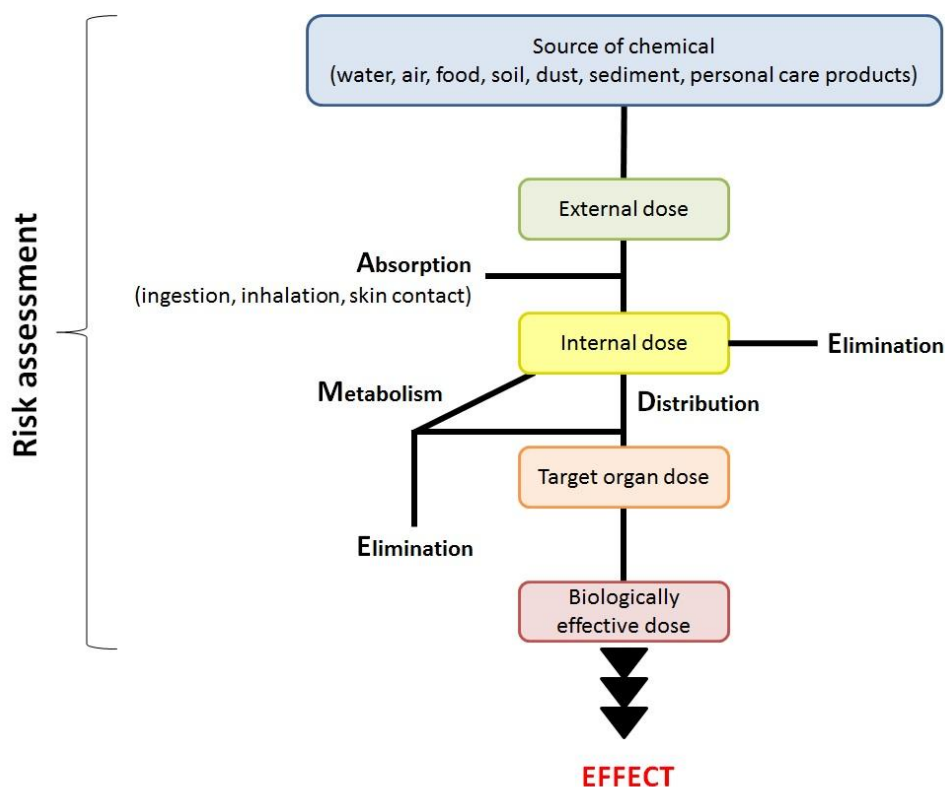 Source of chemical
(water, air, food, soil, dust, sediment, personal care products)
External dose
Absorption
(ingestion, inhalation, skin contact)
Internal dose
Elimination
Metabolism
Distribution
Target organ dose
Elimination
Biologically
effective dose
EFFECT
Risk assessment